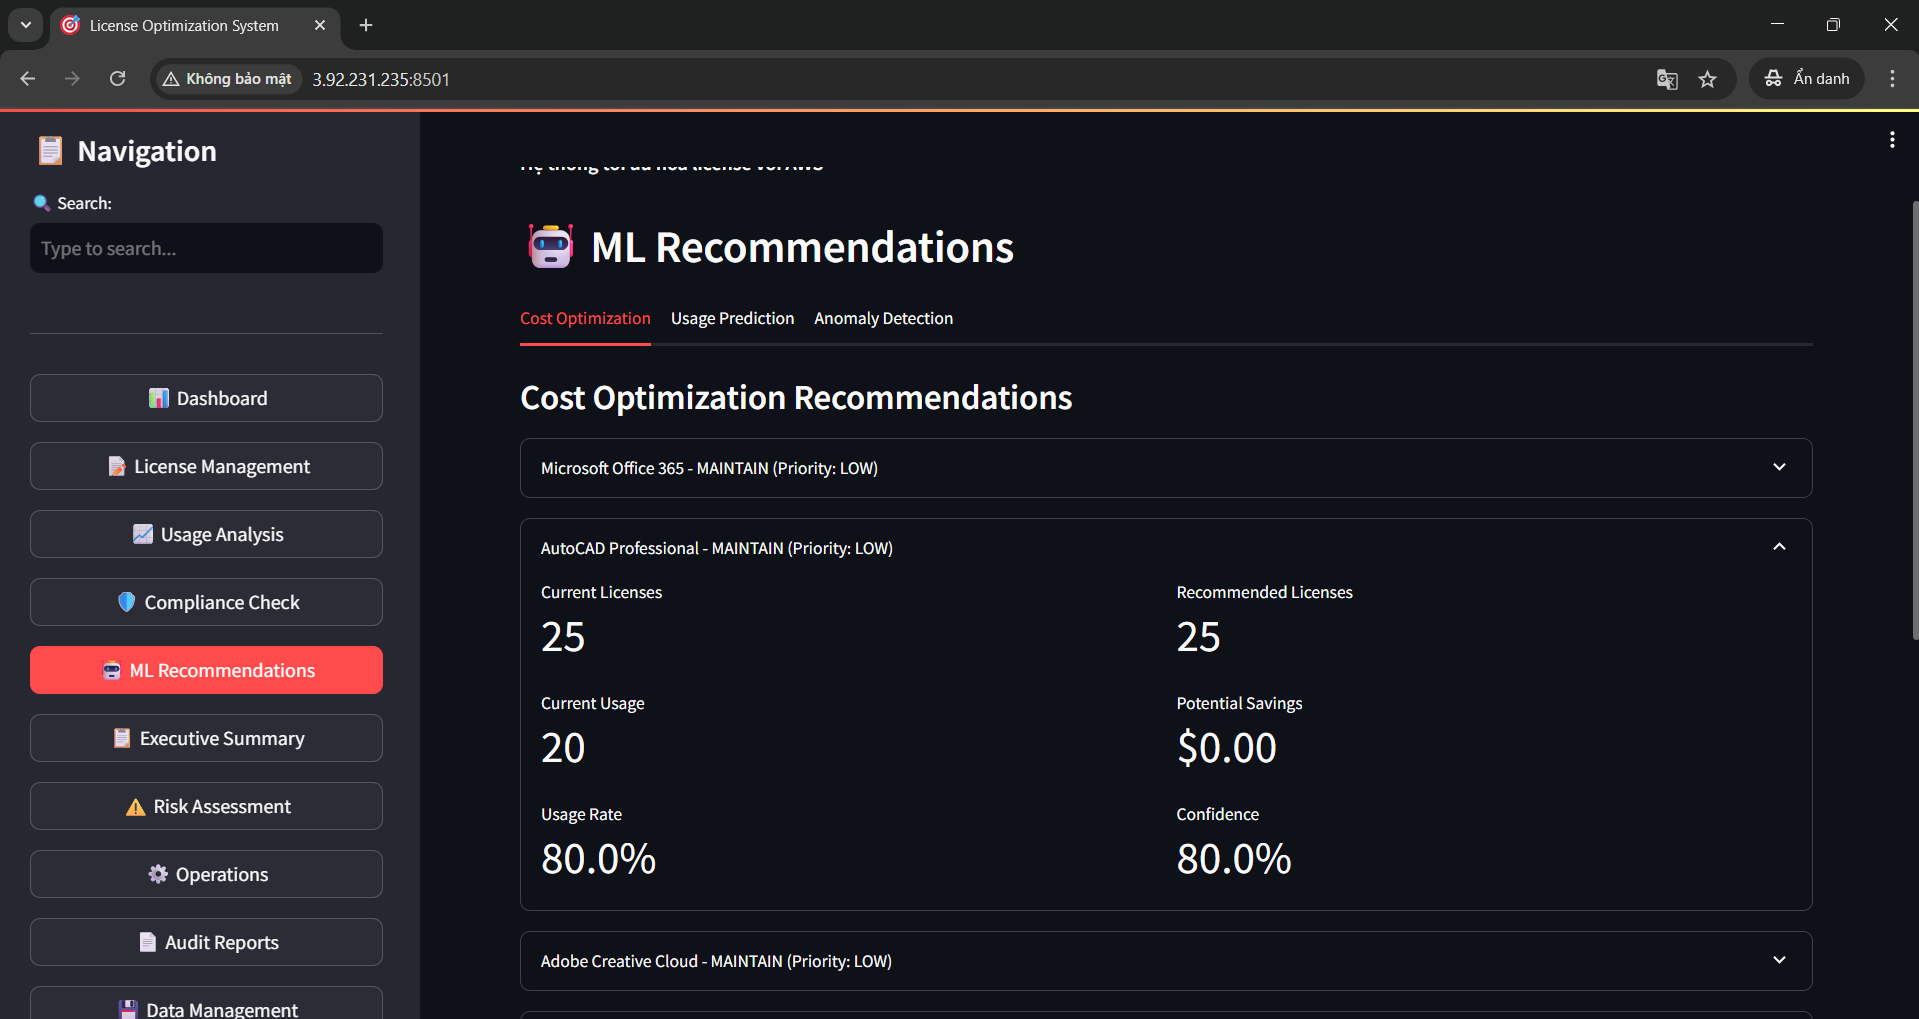 License Optimization System
Không bảo mật
3.92.231.235:8501
Ẩn danh
Navigation
Search:
Type to search...
Dashboard
License Management
Usage Analysis
Compliance Check
ML Recommendations
Executive Summary
Risk Assessment
Operations
Audit Reports
Data Management
ML Recommendations
Cost Optimization
Usage Prediction
Anomaly Detection
Cost Optimization Recommendations
Microsoft Office 365 - MAINTAIN (Priority: LOW)
AutoCAD Professional - MAINTAIN (Priority: LOW)
Current Licenses
25
Recommended Licenses
25
Current Usage
20
Potential Savings
$0.00
Usage Rate
80.0%
Confidence
80.0%
Adobe Creative Cloud - MAINTAIN (Priority: LOW)